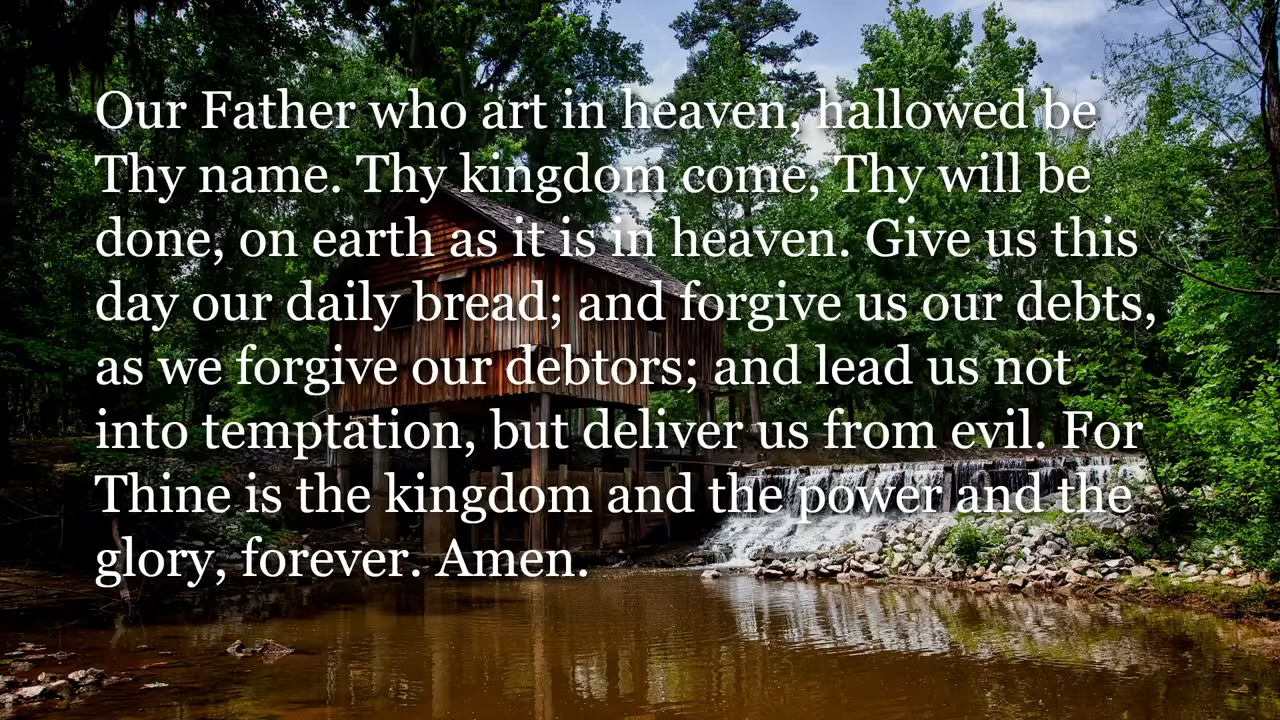 Our Father who art in heaven, hallowed be
Thy name. Thy kingdom come, Thy will be
done, on earth as it is in heaven. Give us this
day our daily bread; and forgive us our debts,
as we forgive our debtors; and lead us not
into temptation, but deliver us from evil. For
Thine is the kingdom and the power and the
glory, forever. Amen.